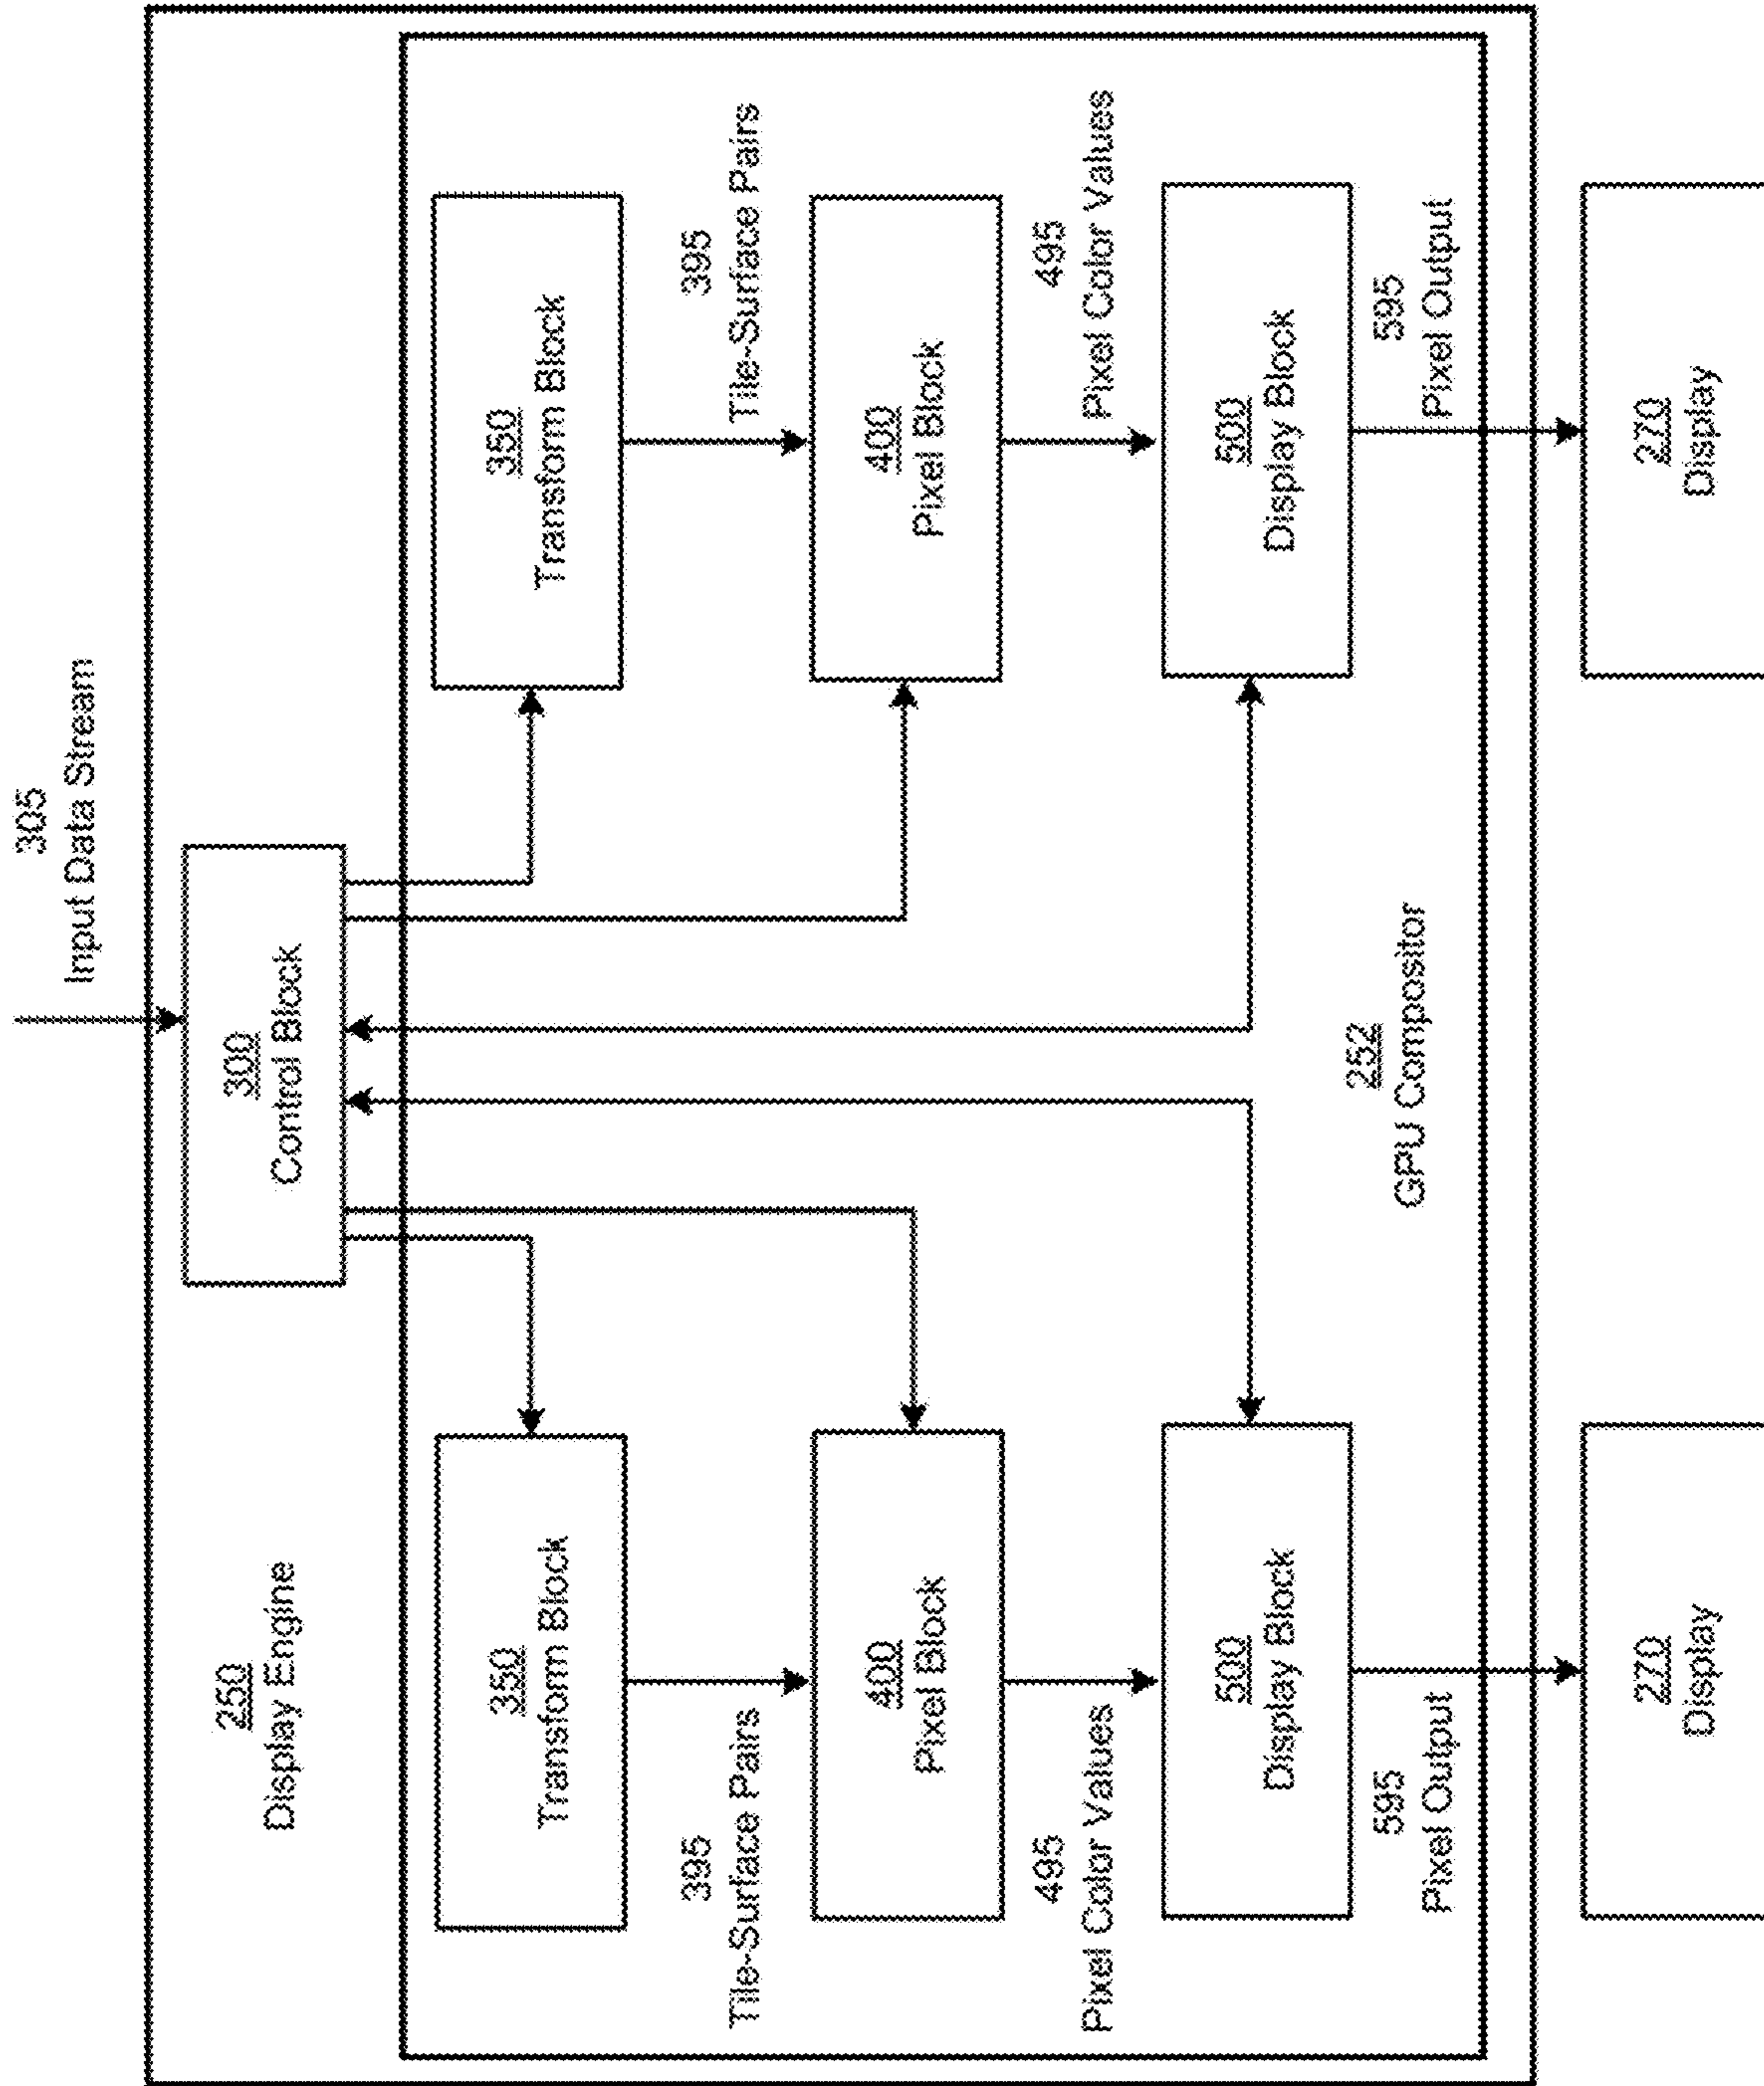 305
Input Data Stream
250
Display Engine
300
Control Block
350
Transform Block
350
Transform Block
395
Tile-Surface Pairs
395
Tile-Surface Pairs
400
Pixel Block
400
Pixel Block
495
Pixel Color Values
495
Pixel Color Values
500
Display Block
500
Display Block
252
GPU Compositor
595
Pixel Output
595
Pixel Output
270
Display
270
Display